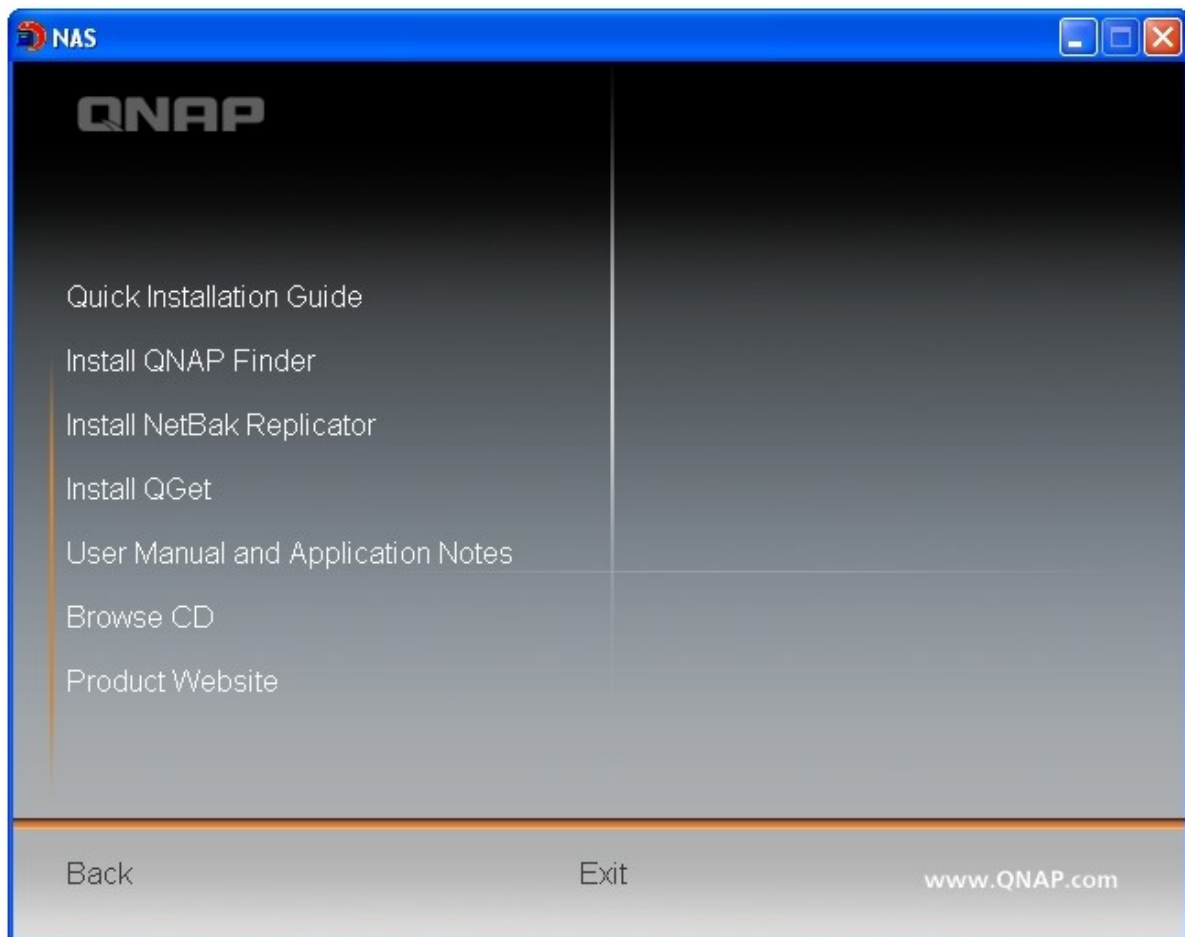 NAS
QNAP
Quick Installation Guide
Install QNAP Finder
Install NetBak Replicator
Install QGet
User Manual and Application Notes
Browse CD
Product Website
Back
Exit
www.QNAP.com